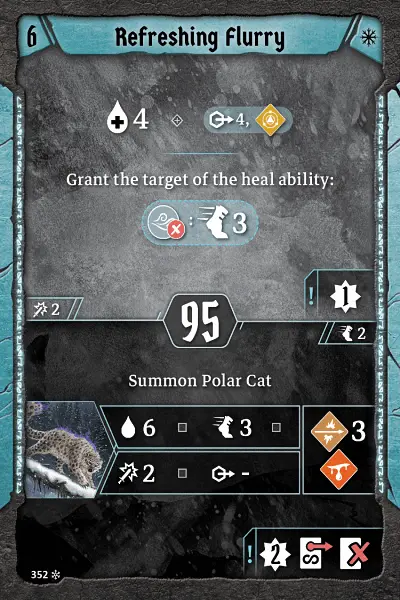 6 Refreshing Flurry
4 4,
Grant the target of the heal ability:
: 3
! 1
2 95 2
Summon Polar Cat
6 3 3
2 -
! 2
352